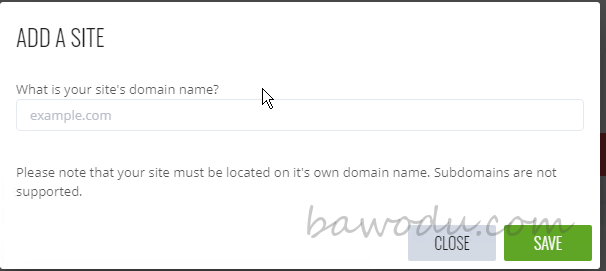 ADD A SITE
What is your site's domain name?
example.com
Please note that your site must be located on it's own domain name. Subdomains are not
supported.
bawodu.com
CLOSE
SAVE